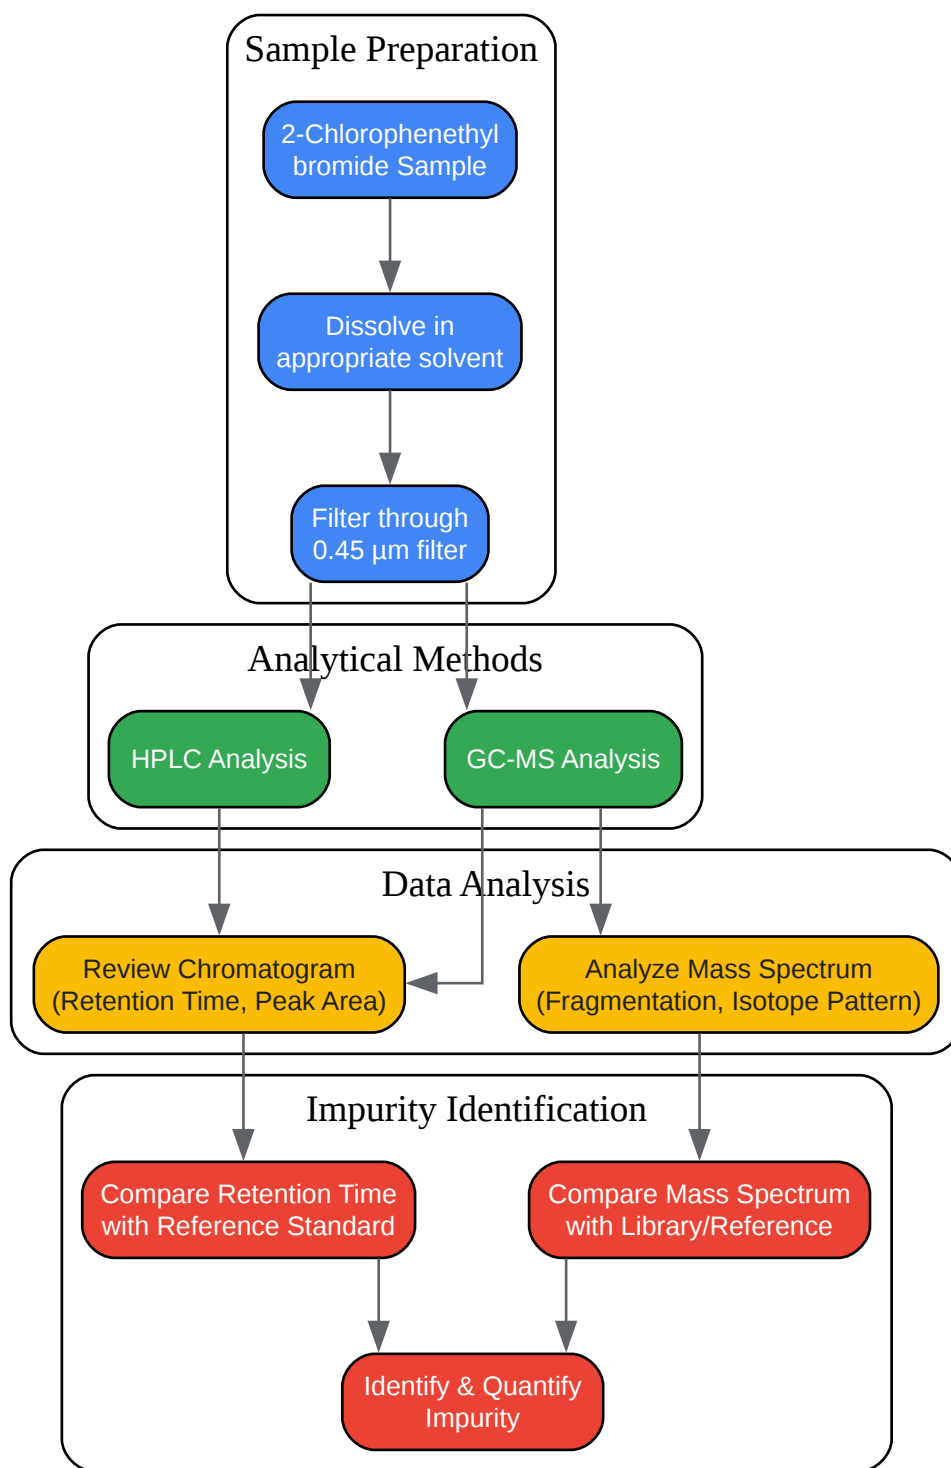 Sample Preparation
2-Chlorophenethyl
bromide Sample
Dissolve in
appropriate solvent
Filter through
0.45 µm filter
Analytical Methods
HPLC Analysis
GC-MS Analysis
Data Analysis
Review Chromatogram
(Retention Time, Peak Area)
Analyze Mass Spectrum
(Fragmentation, Isotope Pattern)
Impurity Identification
Compare Retention Time
with Reference Standard
Compare Mass Spectrum
with Library/Reference
Identify & Quantify
Impurity